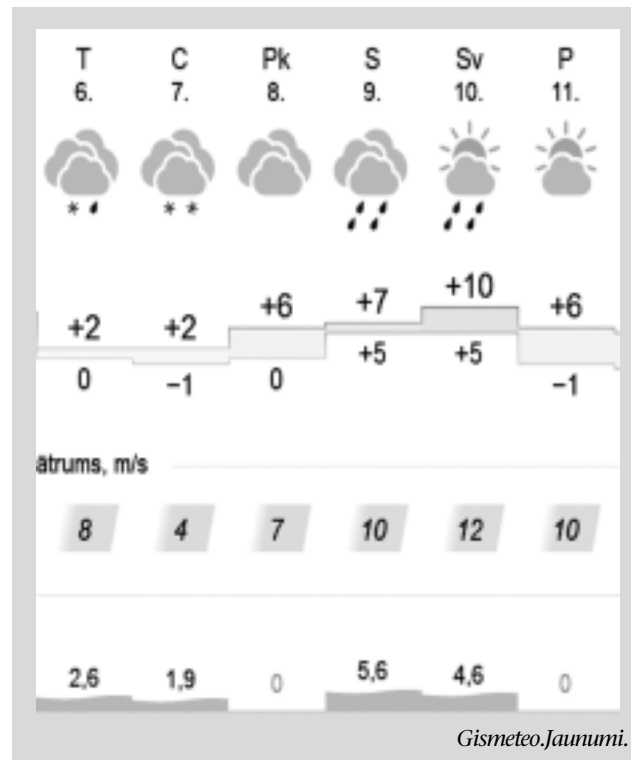 T C Pk S Sv P
6. 7. 8. 9. 10. 11.
+2 +2 +6 +7 +10 +6
0 −1 0 +5 +5 −1
ātrums, m/s
8 4 7 10 12 10
2,6 1,9 0 5,6 4,6 0
Gismeteo.Jaunumi.